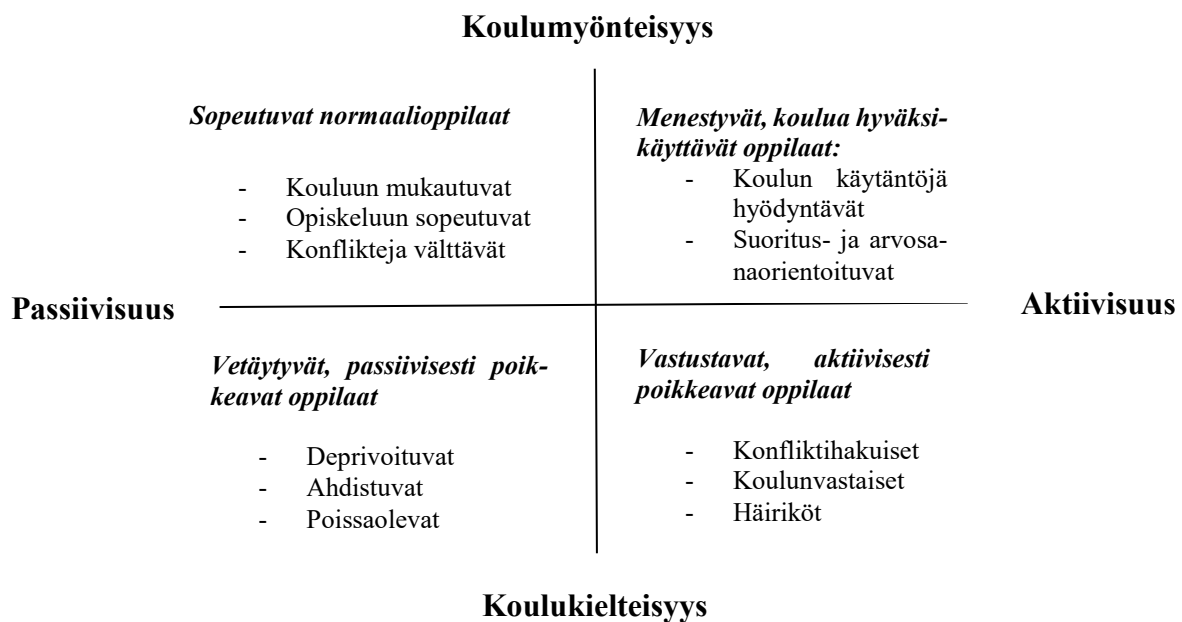 Koulumyönteisyys
Sopeutuvat normaalioppilaat
- Kouluun mukautuvat
- Opiskeluun sopeutuvat
- Konflikteja välttävät
Menestyvät, koulua hyväksi-
käyttävät oppilaat:
- Koulun käytäntöjä
hyödyntävät
- Suoritus- ja arvosa-
naorientoituvat
Passiivisuus
Aktiivisuus
Vetäytyvät, passiivisesti poik-
keavat oppilaat
- Deprivoituvat
- Ahdistuvat
- Poissaolevat
Vastustavat, aktiivisesti
poikkeavat oppilaat
- Konfliktihakuiset
- Koulunvastaiset
- Häiriköt
Koulukielteisyys